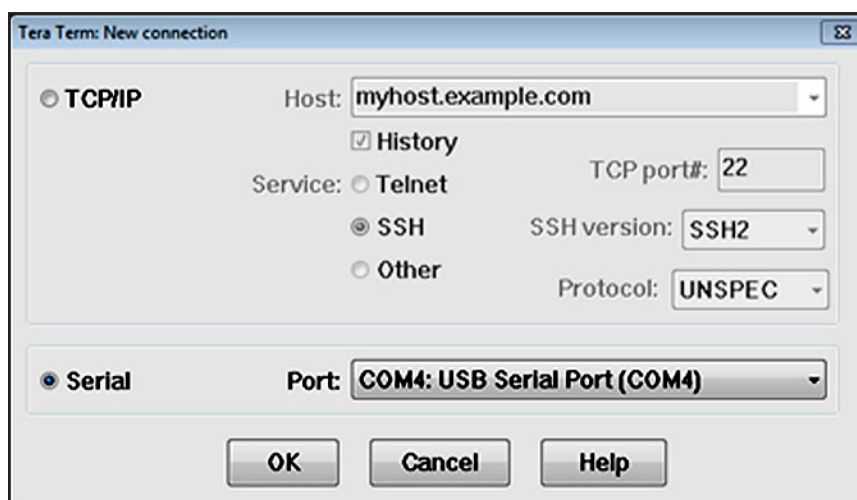 Tera Term: New connection
TCP/IP
Host: myhost.example.com
History
Service: Telnet
TCP port#: 22
SSH
SSH version: SSH2
Other
Protocol: UNSPEC
Serial
Port: COM4: USB Serial Port (COM4)
OK Cancel Help